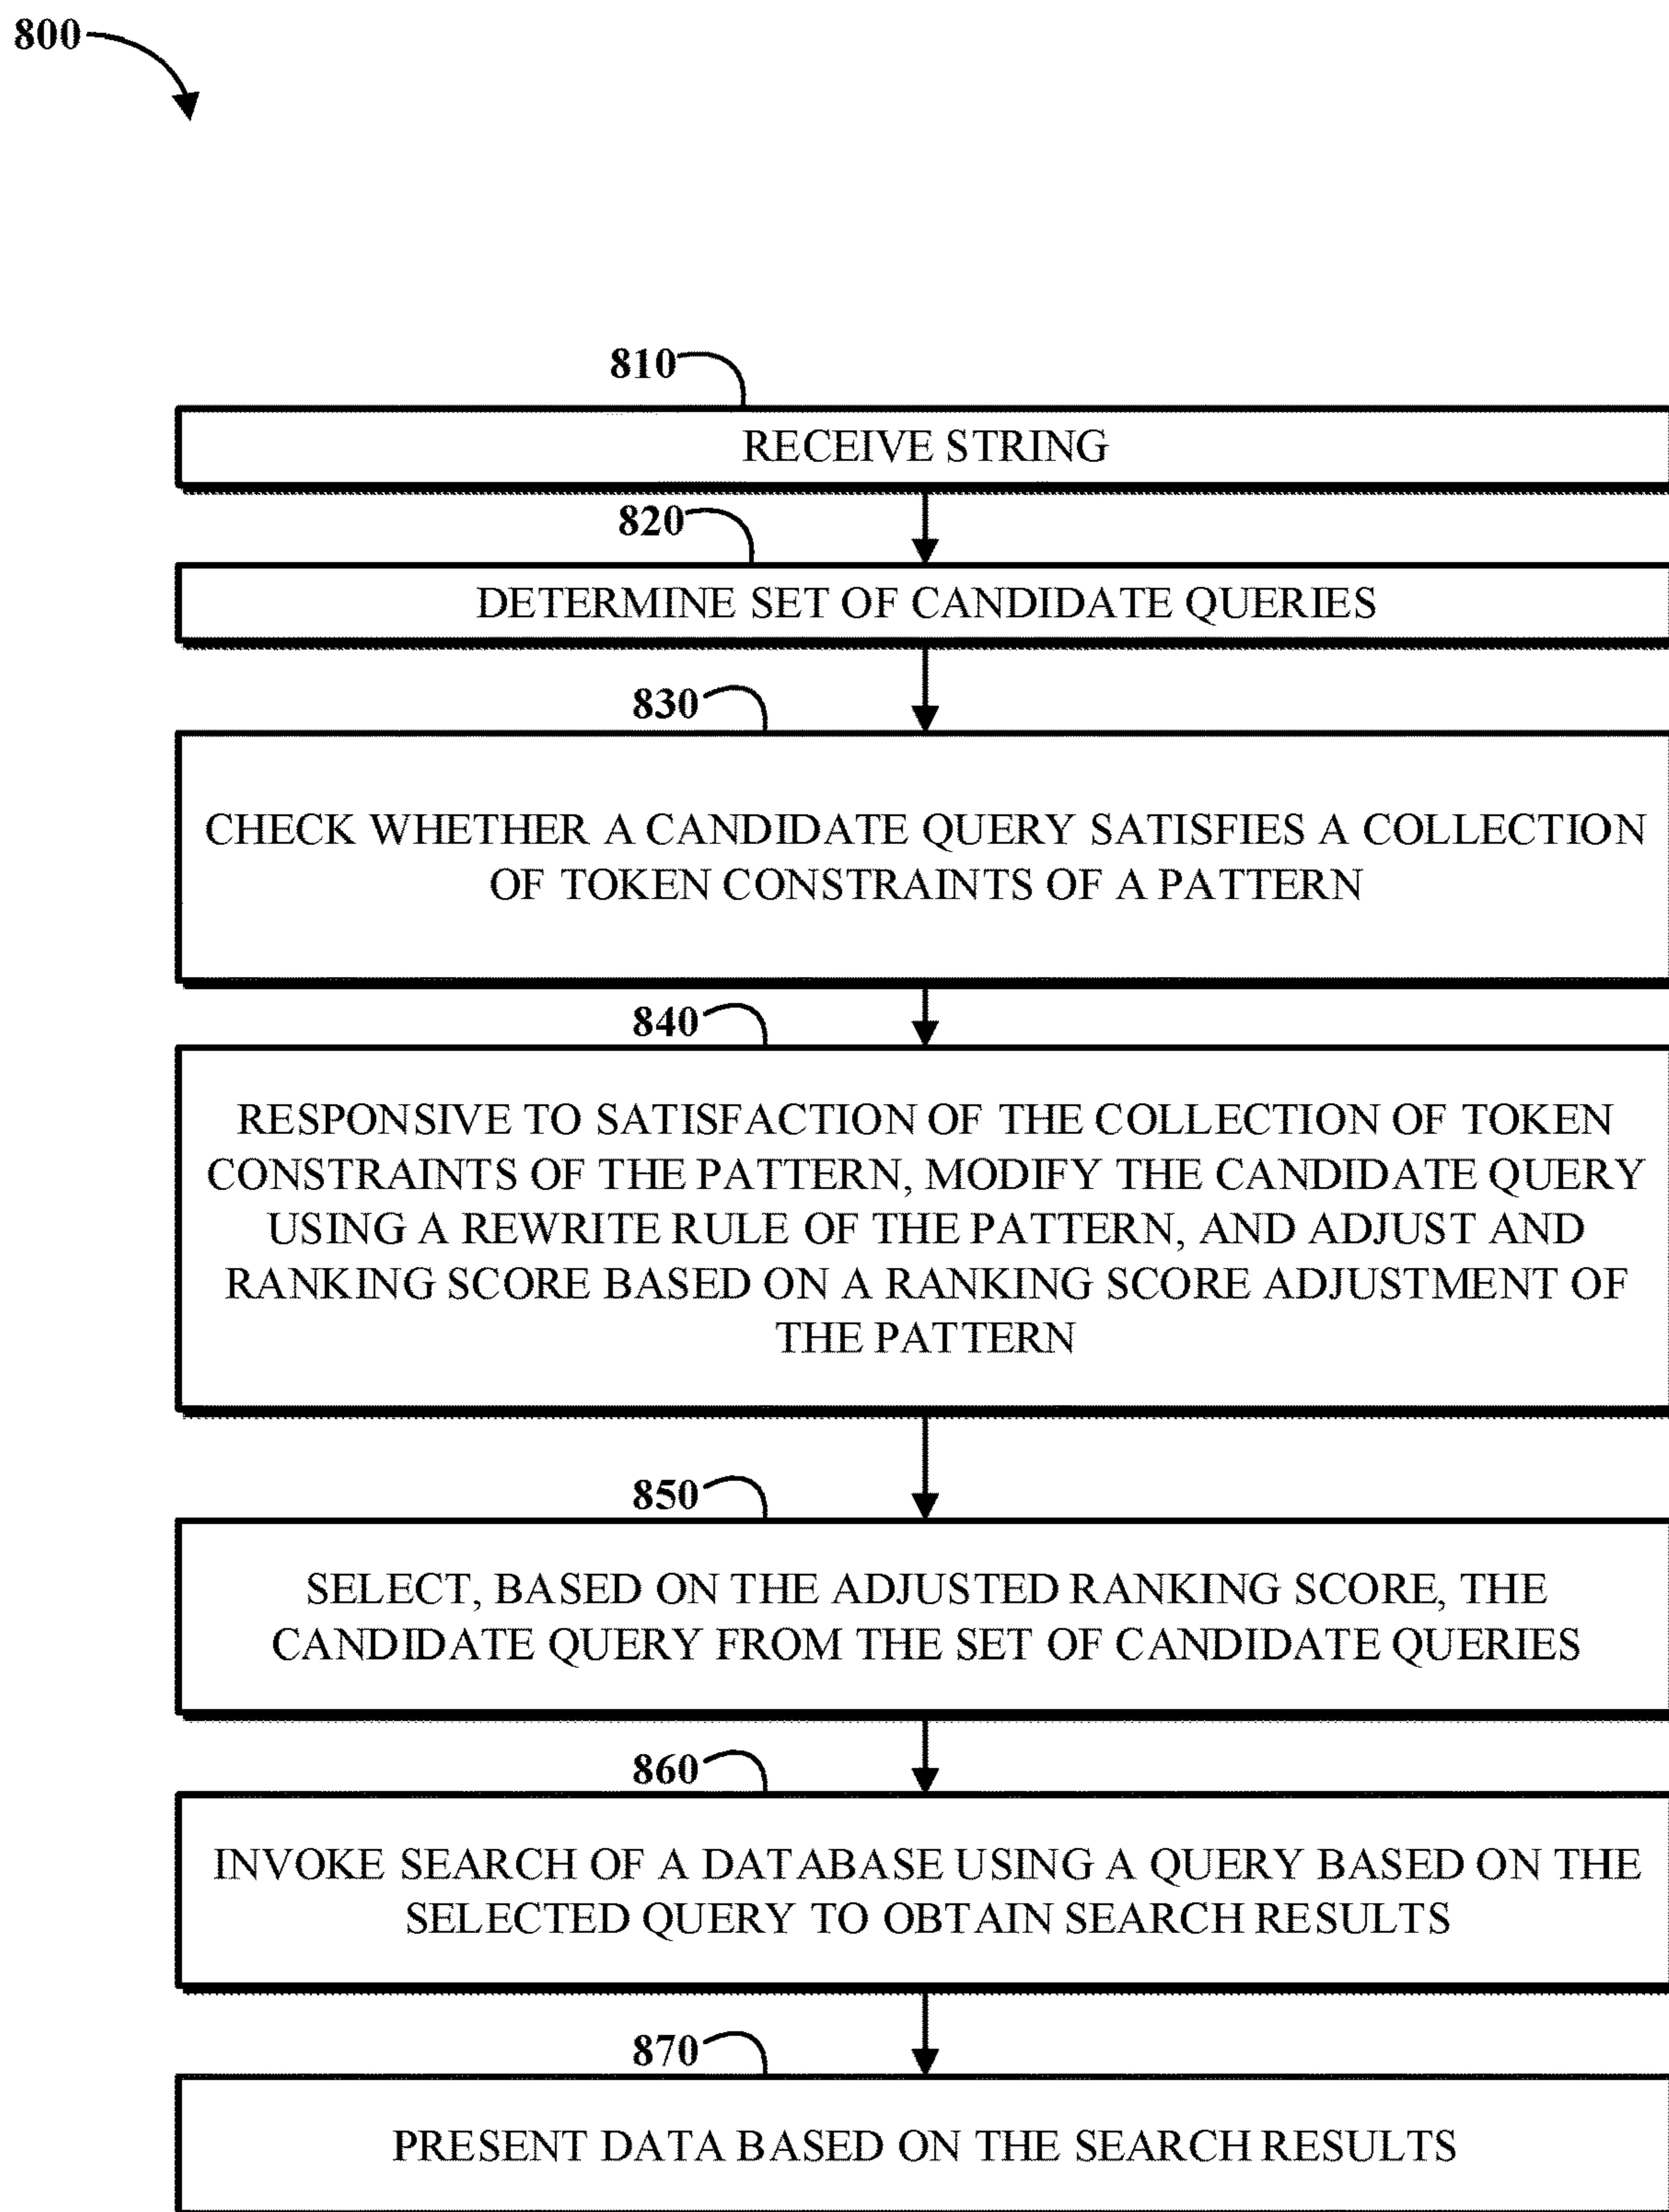 800
810
RECEIVE STRING
820
DETERMINE SET OF CANDIDATE QUERIES
830
CHECK WHETHER A CANDIDATE QUERY SATISFIES A COLLECTION
OF TOKEN CONSTRAINTS OF A PATTERN
840
RESPONSIVE TO SATISFACTION OF THE COLLECTION OF TOKEN
CONSTRAINTS OF THE PATTERN, MODIFY THE CANDIDATE QUERY
USING A REWRITE RULE OF THE PATTERN, AND ADJUST AND
RANKING SCORE BASED ON A RANKING SCORE ADJUSTMENT OF
THE PATTERN
850
SELECT, BASED ON THE ADJUSTED RANKING SCORE, THE
CANDIDATE QUERY FROM THE SET OF CANDIDATE QUERIES
860
INVOKE SEARCH OF A DATABASE USING A QUERY BASED ON THE
SELECTED QUERY TO OBTAIN SEARCH RESULTS
870
PRESENT DATA BASED ON THE SEARCH RESULTS